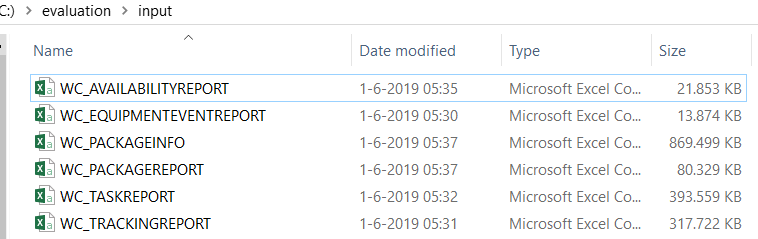 C:) › evaluation › input
Name Date modified Type Size
WC_AVAILABILITYREPORT 1-6-2019 05:35 Microsoft Excel Co... 21.853 KB
WC_EQUIPMENTEVENTREPORT 1-6-2019 05:30 Microsoft Excel Co... 13.874 KB
WC_PACKAGEINFO 1-6-2019 05:37 Microsoft Excel Co... 869.499 KB
WC_PACKAGEREPORT 1-6-2019 05:37 Microsoft Excel Co... 80.329 KB
WC_TASKREPORT 1-6-2019 05:32 Microsoft Excel Co... 393.559 KB
WC_TRACKINGREPORT 1-6-2019 05:31 Microsoft Excel Co... 317.722 KB